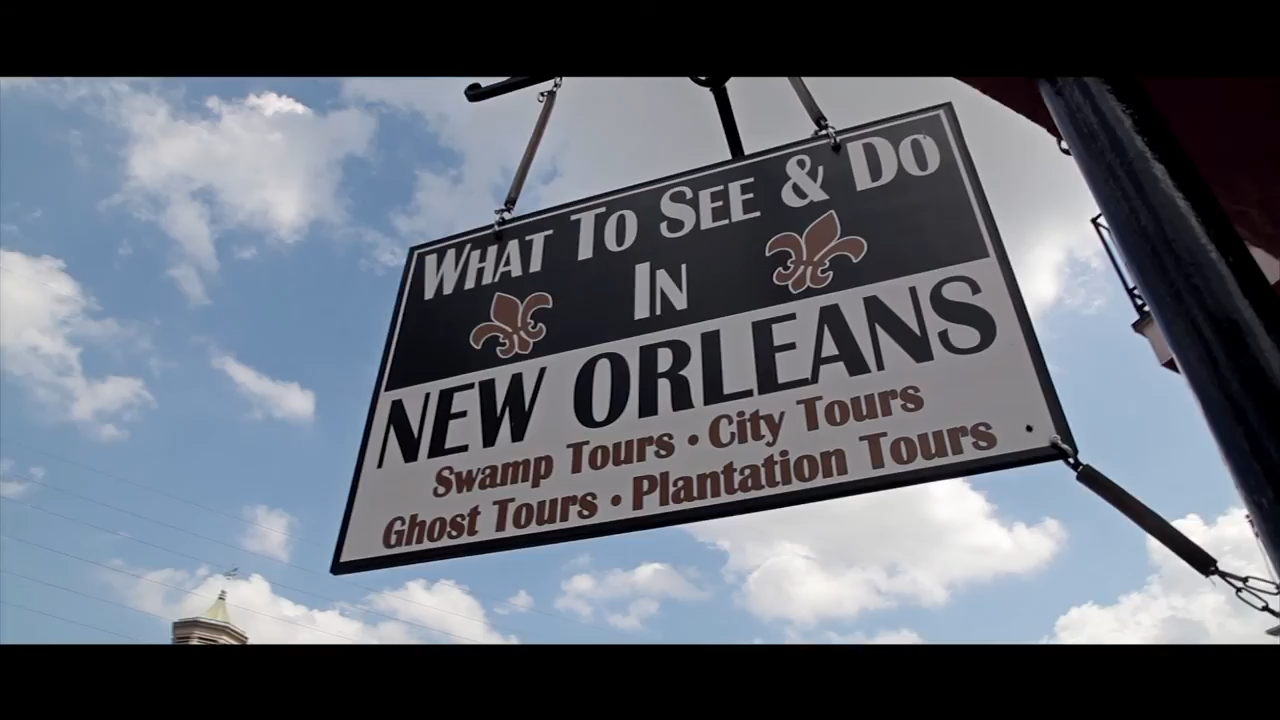 WHAT TO SEE & DO
IN
NEW ORLEANS
Swamp Tours • City Tours
Ghost Tours • Plantation Tours